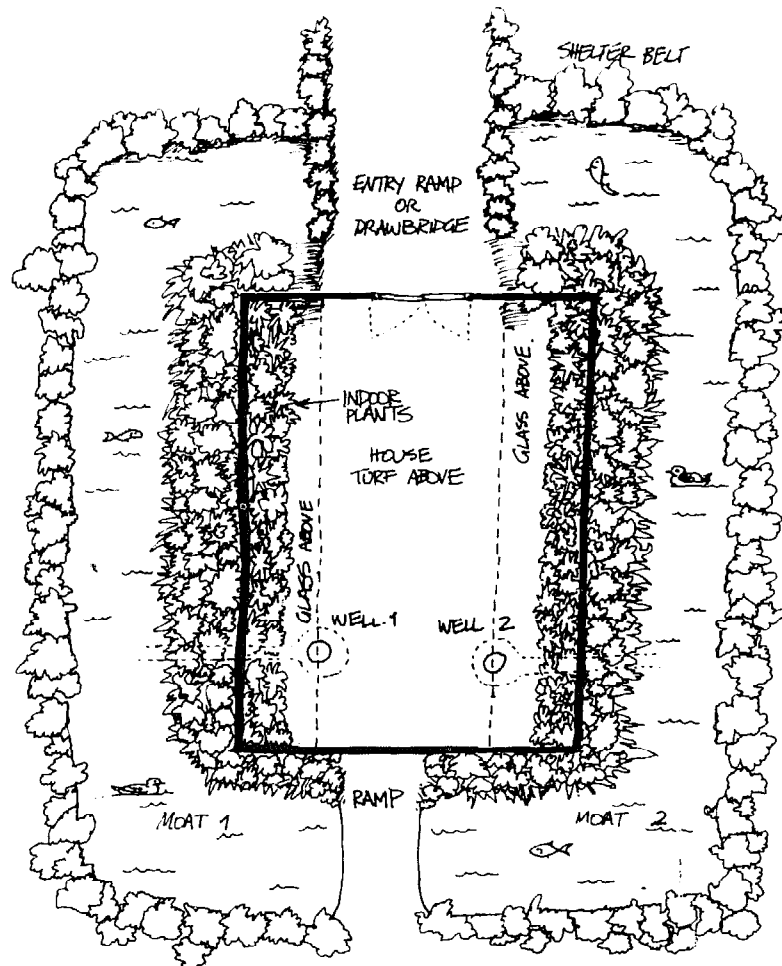 SHELTER BELT
ENTRY RAMP
OR
DRAWBRIDGE
INDOOR
PLANTS
GLASS ABOVE
HOUSE
TURF ABOVE
GLASS ABOVE
WELL 1
WELL 2
RAMP
MOAT 1
MOAT 2